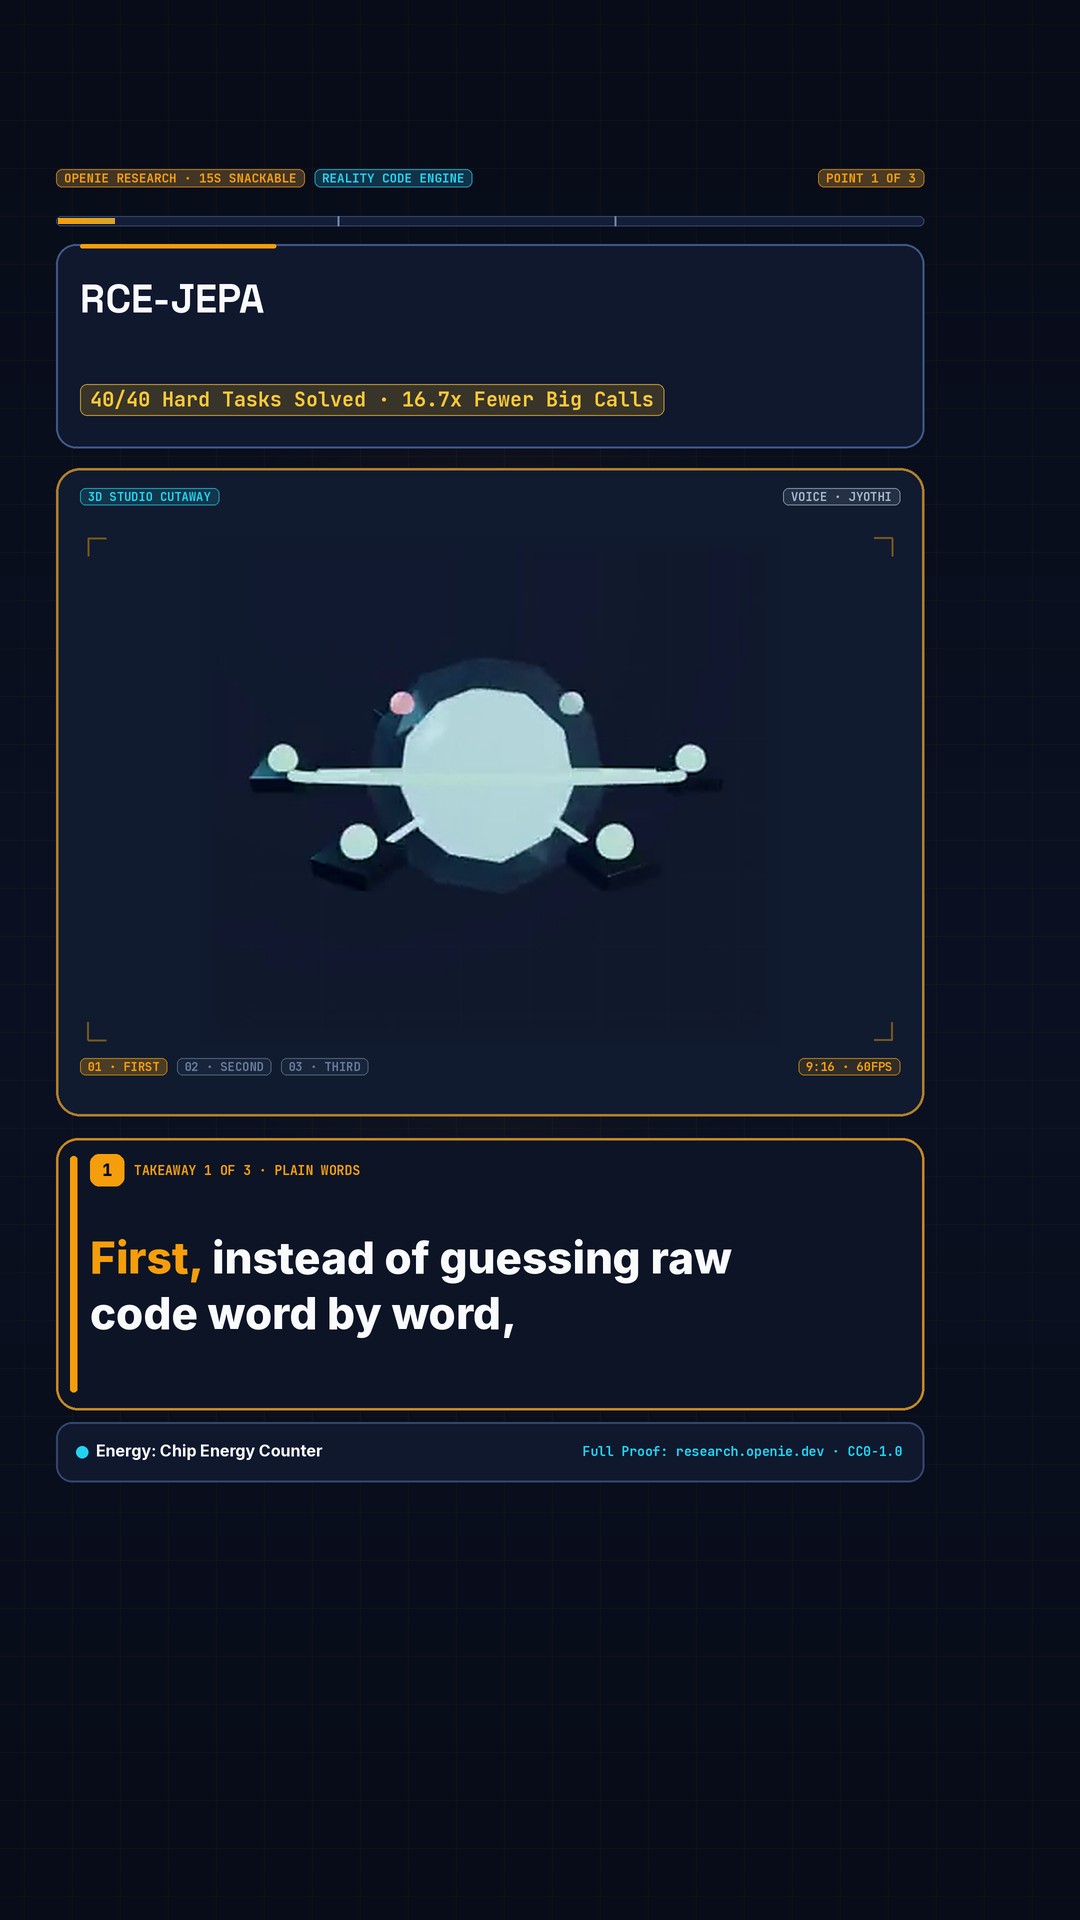 OPENIE RESEARCH · 15S SNACKABLE
REALITY CODE ENGINE
POINT 1 OF 3
RCE-JEPA
40/40 Hard Tasks Solved · 16.7x Fewer Big Calls
3D STUDIO CUTAWAY
VOICE · JYOTHI
01 · FIRST
02 · SECOND
03 · THIRD
9:16 · 60FPS
1
TAKEAWAY 1 OF 3 · PLAIN WORDS
First, instead of guessing raw
code word by word,
Energy: Chip Energy Counter
Full Proof: research.openie.dev · CC0-1.0